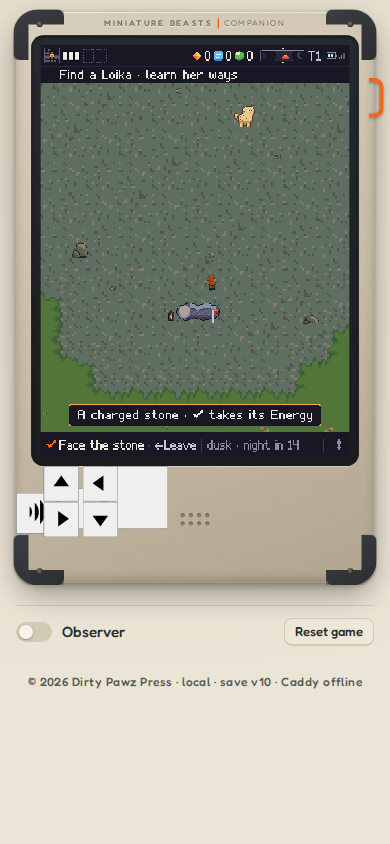 MINIATURE BEASTS | COMPANION
0 0 0 T1
Find a Loika · learn her ways
A charged stone · ✓ takes its Energy
✓ Face the stone · ←Leave | dusk · night in 14
Observer
Reset game
© 2026 Dirty Pawz Press · local · save v10 · Caddy offline